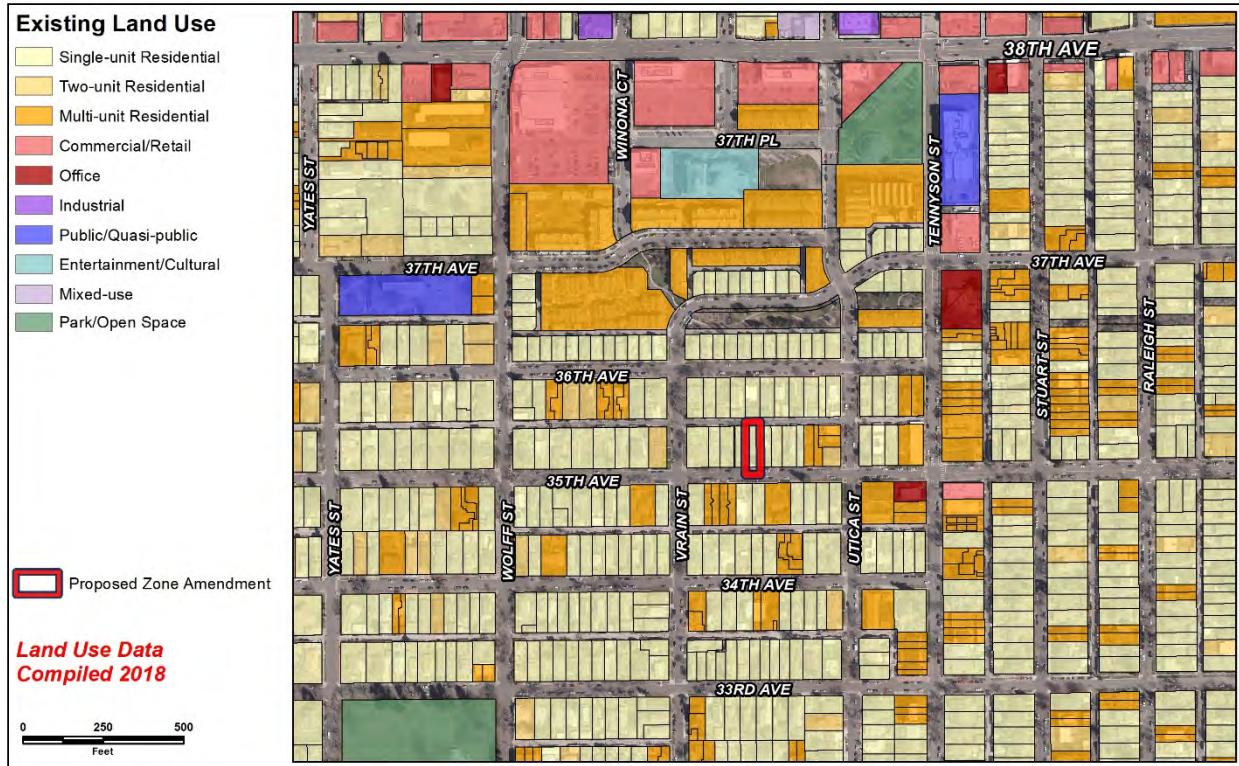 Existing Land Use
Single-unit Residential
Two-unit Residential
Multi-unit Residential
Commercial/Retail
Office
Industrial
Public/Quasi-public
Entertainment/Cultural
Mixed-use
Park/Open Space
Proposed Zone Amendment
Land Use Data
Compiled 2018
0 250 500
Feet
38TH AVE
WINONA CT
37TH PL
YATES ST
TENNYSON ST
37TH AVE
37TH AVE
RALEIGH ST
STUART ST
36TH AVE
35TH AVE
YATES ST
WOLFF ST
VRAIN ST
UTICA ST
34TH AVE
33RD AVE